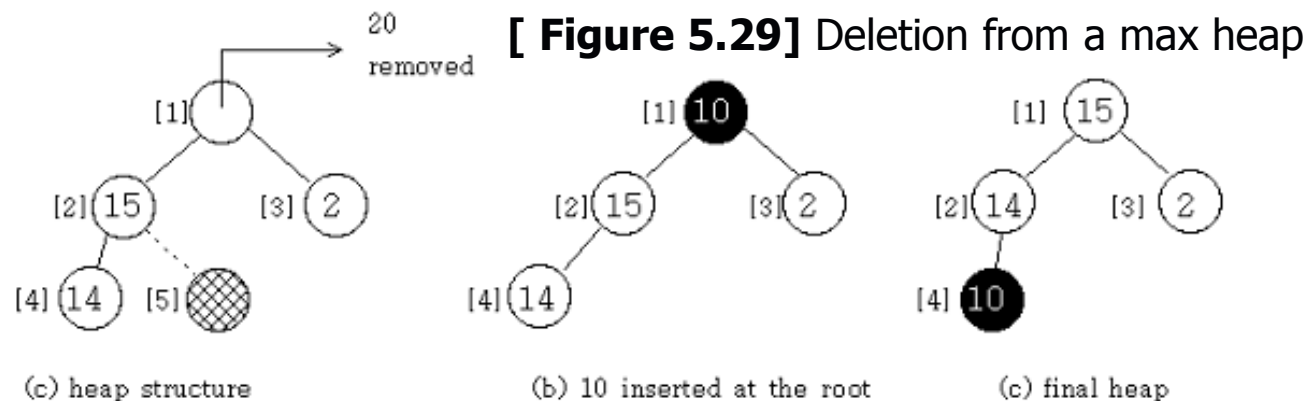 20
removed
[ Figure 5.29] Deletion from a max heap
[1]
[2] 15
[3] 2
[4] 14
[5]
(c) heap structure
[1] 10
[2] 15
[3] 2
[4] 14
(b) 10 inserted at the root
[1] 15
[2] 14
[3] 2
[4] 10
(c) final heap